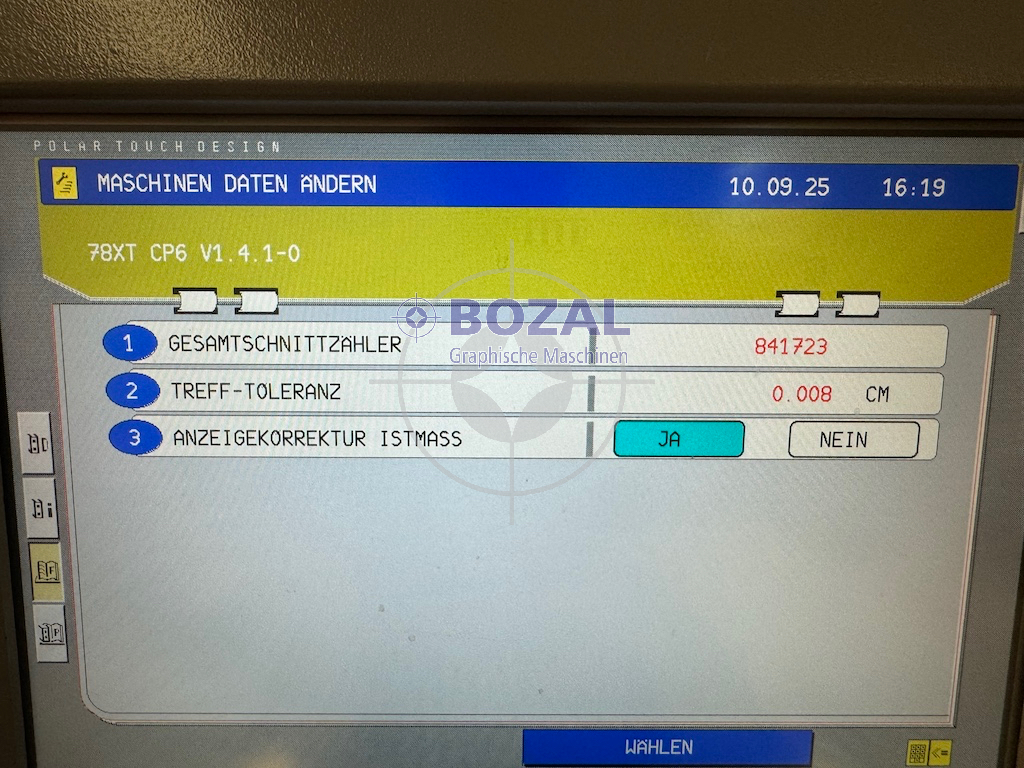 POLAR TOUCH DESIGN
MASCHINEN DATEN ÄNDERN 10.09.25 16:19
78XT CP6 V1.4.1-0
BOZAL
Graphische Maschinen
1 GESAMTSCHNITTZÄHLER 841723
2 TREFF-TOLERANZ 0.008 CM
3 ANZEIGEKORREKTUR ISTMASS JA NEIN
WÄHLEN